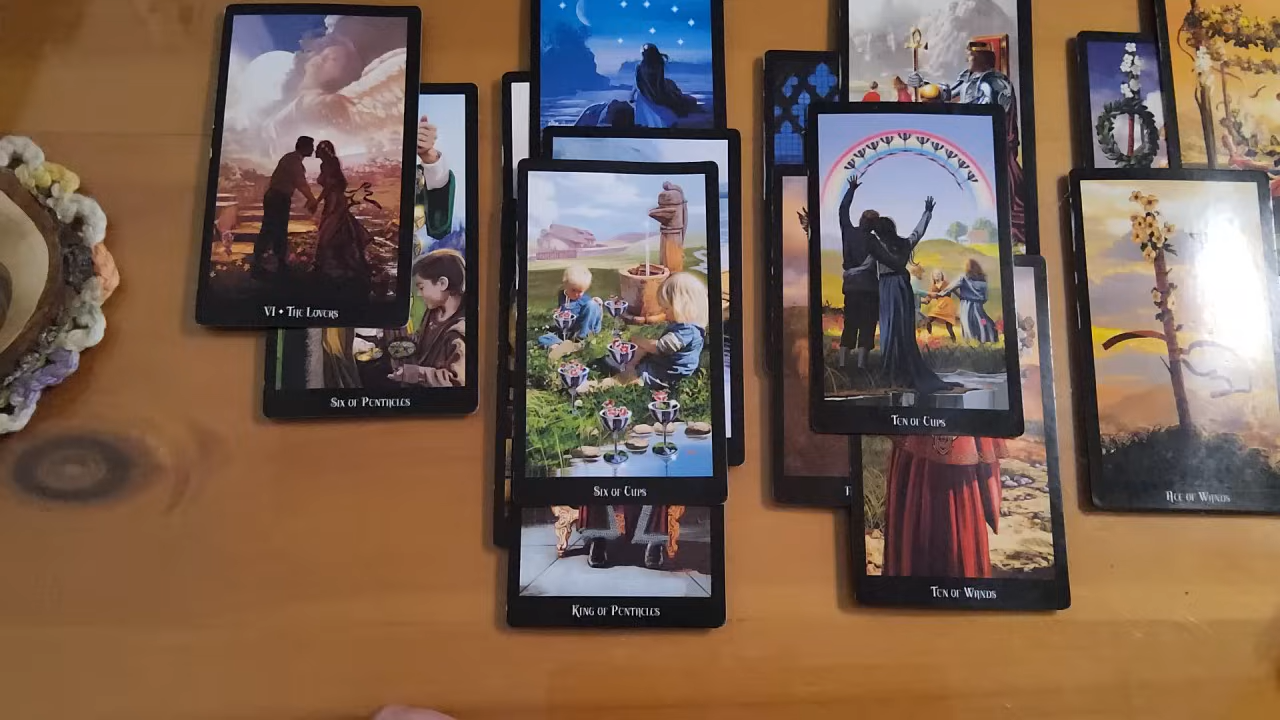 VI • The Lovers
Six of Pentacles
Six of Cups
King of Pentacles
Ten of Cups
Ten of Wands
Ace of Wands